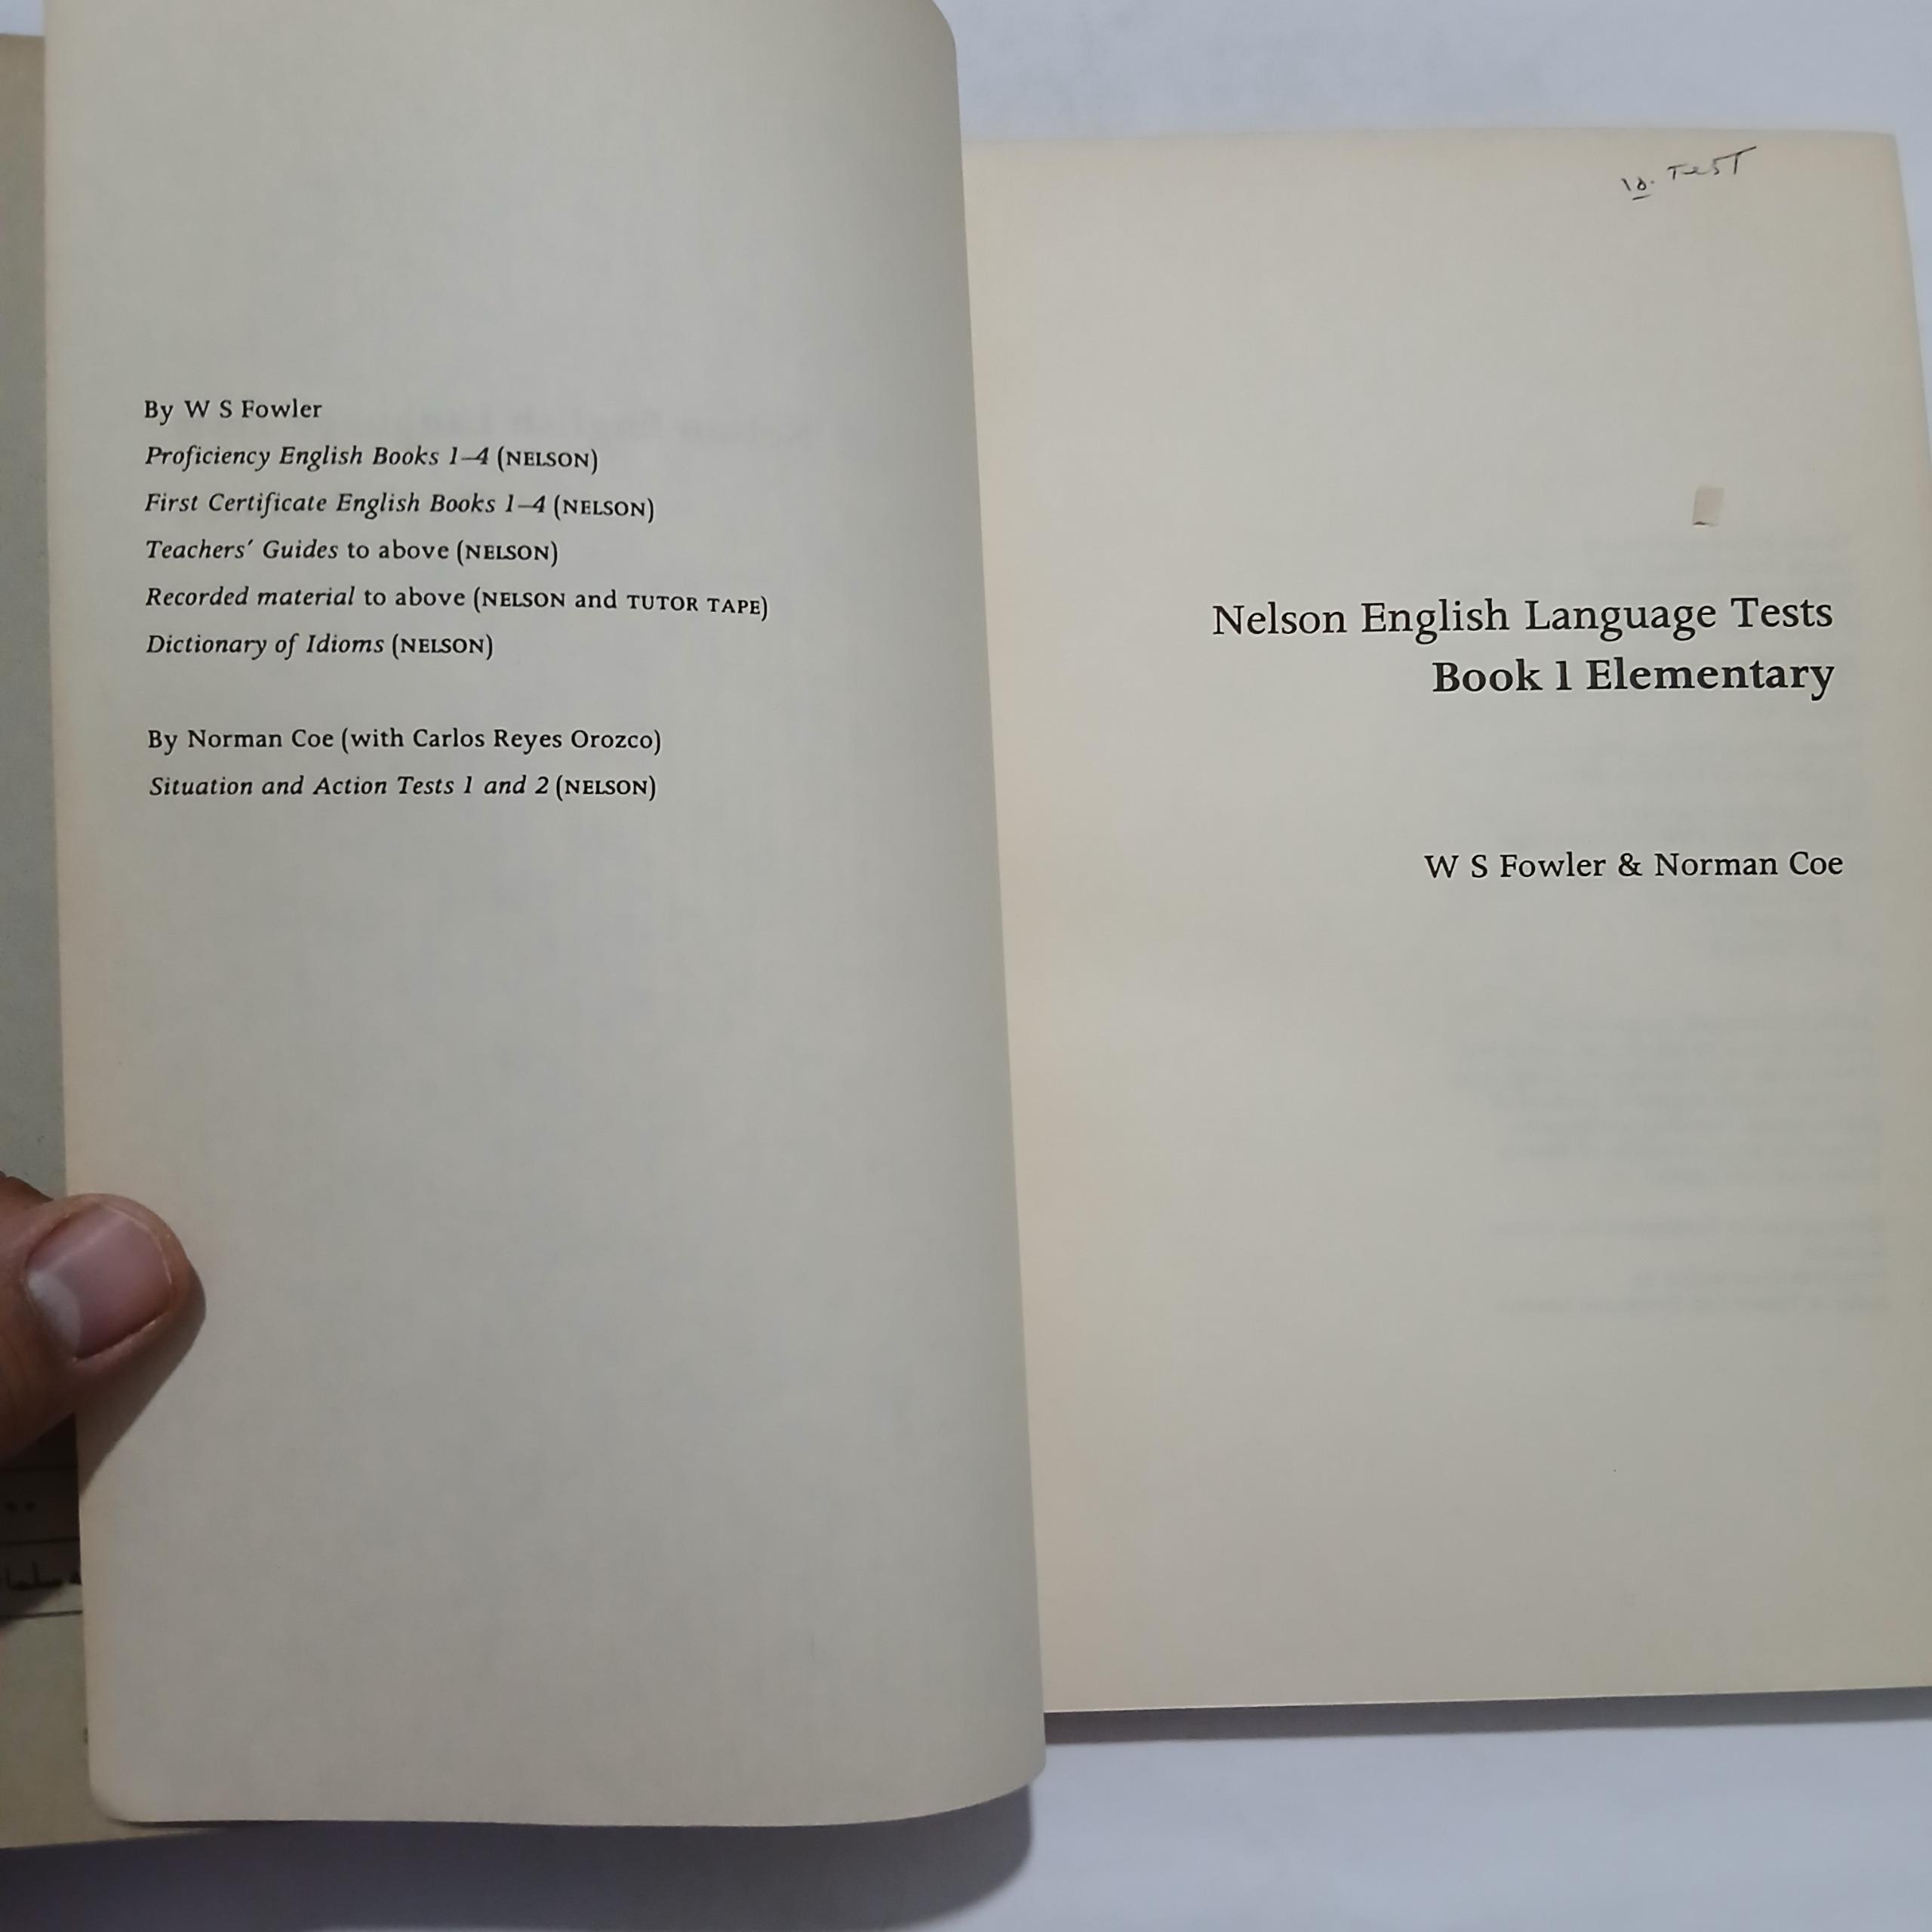 By W S Fowler
Proficiency English Books 1–4 (NELSON)
First Certificate English Books 1–4 (NELSON)
Teachers' Guides to above (NELSON)
Recorded material to above (NELSON and TUTOR TAPE)
Dictionary of Idioms (NELSON)
By Norman Coe (with Carlos Reyes Orozco)
Situation and Action Tests 1 and 2 (NELSON)
TEST
Nelson English Language Tests
Book 1 Elementary
W S Fowler & Norman Coe